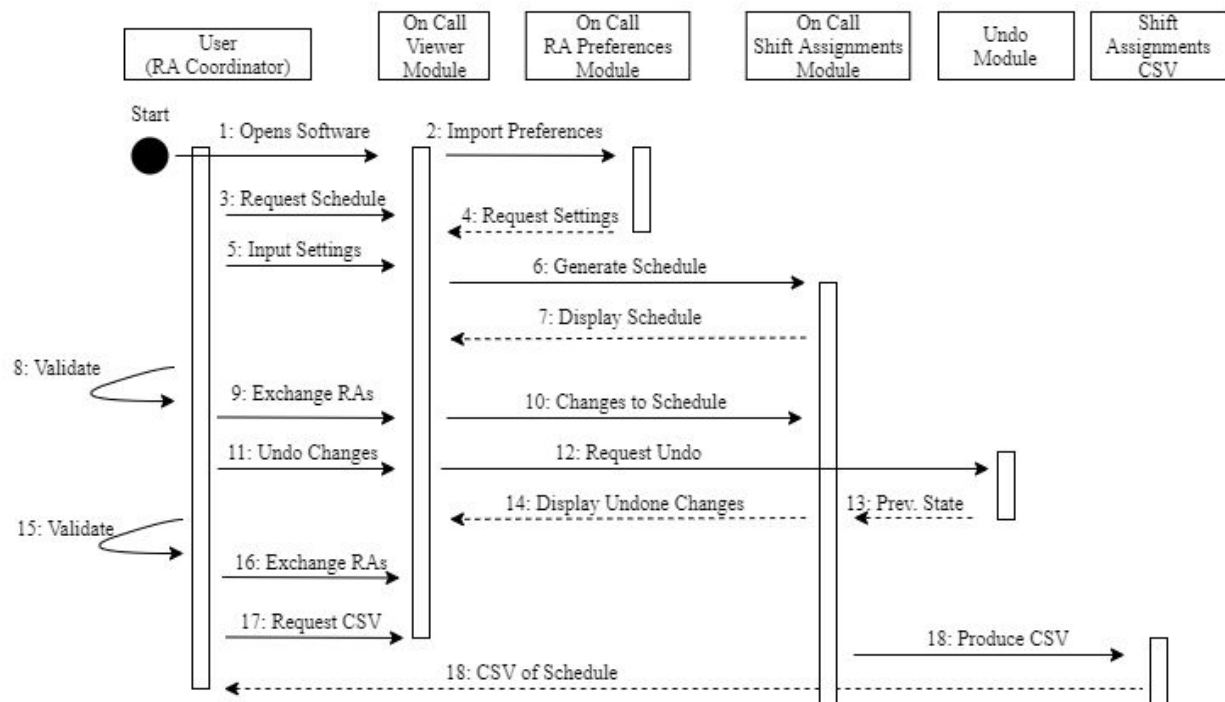 User
(RA Coordinator)
On Call
Viewer
Module
On Call
RA Preferences
Module
On Call
Shift Assignments
Module
Undo
Module
Shift
Assignments
CSV
Start
1: Opens Software
2: Import Preferences
3: Request Schedule
4: Request Settings
5: Input Settings
6: Generate Schedule
7: Display Schedule
8: Validate
9: Exchange RAs
10: Changes to Schedule
11: Undo Changes
12: Request Undo
14: Display Undone Changes
13: Prev. State
15: Validate
16: Exchange RAs
17: Request CSV
18: Produce CSV
18: CSV of Schedule